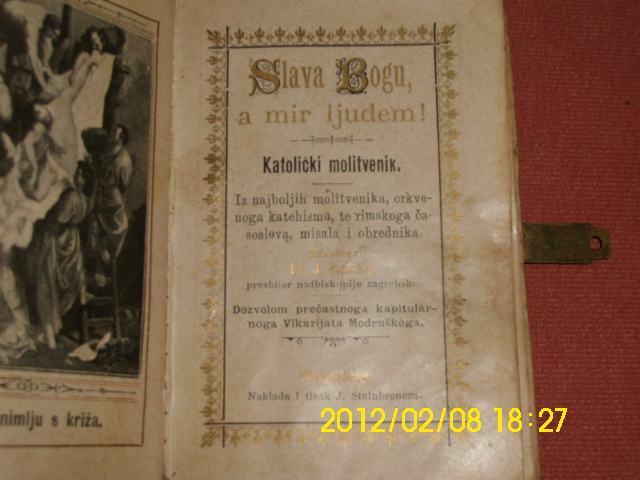 nimlju s križa.
Slava Bogu,
a mir ljudem!
Katolički molitvenik.
Iz najboljih molitvenika, crkve-
noga katehisma, te rimskoga ča-
soslova, misala i obrednika.
presbiter nadbiskupije zagrebske.
Dozvolom prečastnoga kapitular-
noga Vikarijata Modruškoga.
Naklada i tisak J. Steinbrenera.
2012/02/08 18:27